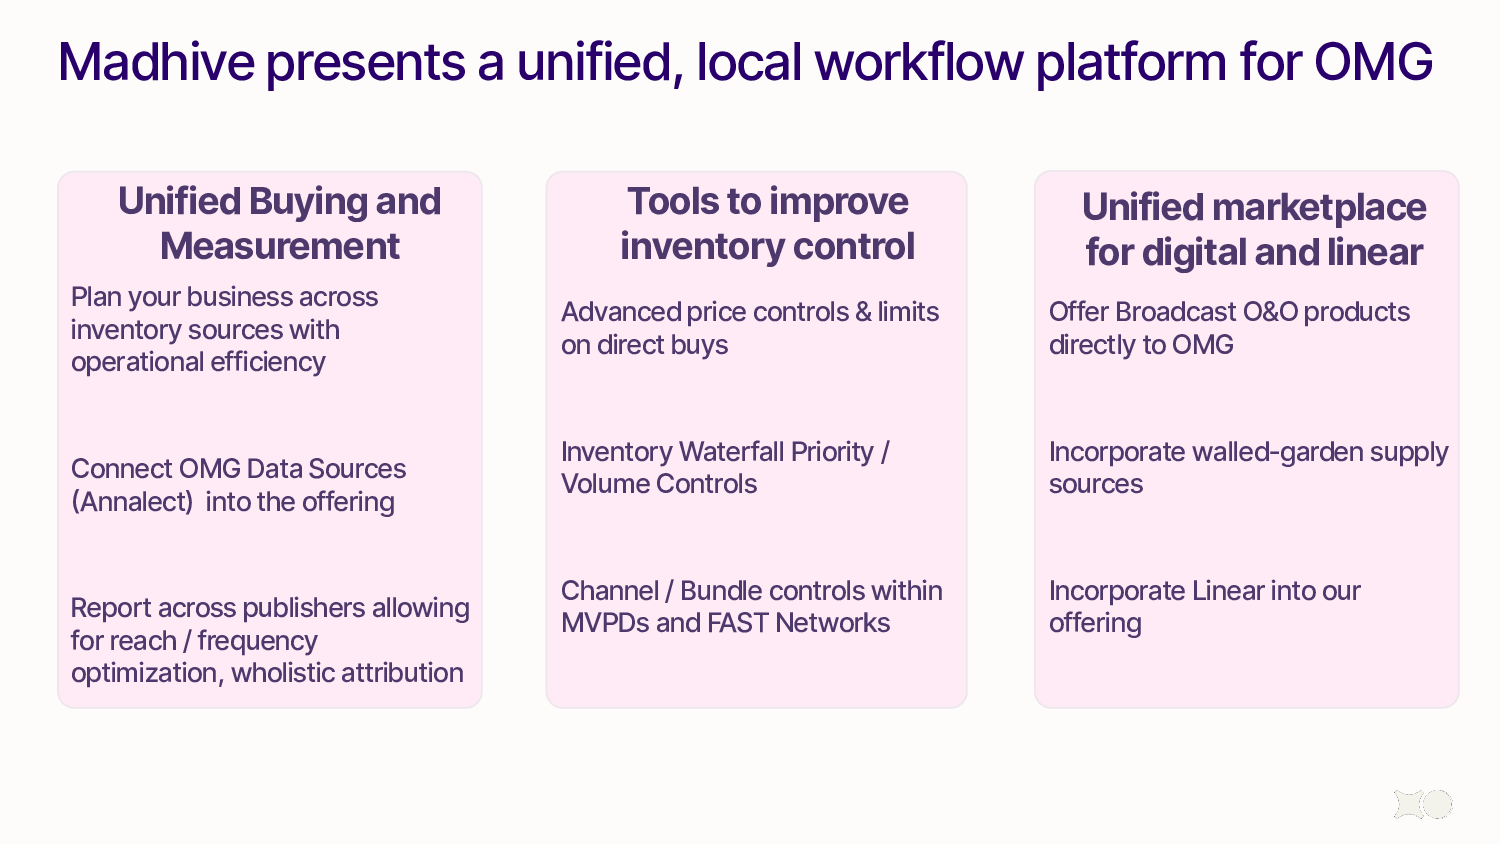 Madhive presents a unified, local workflow platform for OMG
Unified Buying and
Measurement
Plan your business across
inventory sources with
operational efficiency
Connect OMG Data Sources
(Annalect)  into the offering
Report across publishers allowing
for reach / frequency
optimization, wholistic attribution
Tools to improve
inventory control
Advanced price controls & limits
on direct buys
Inventory Waterfall Priority /
Volume Controls
Channel / Bundle controls within
MVPDs and FAST Networks
Unified marketplace
for digital and linear
Offer Broadcast O&O products
directly to OMG
Incorporate walled-garden supply
sources
Incorporate Linear into our
offering